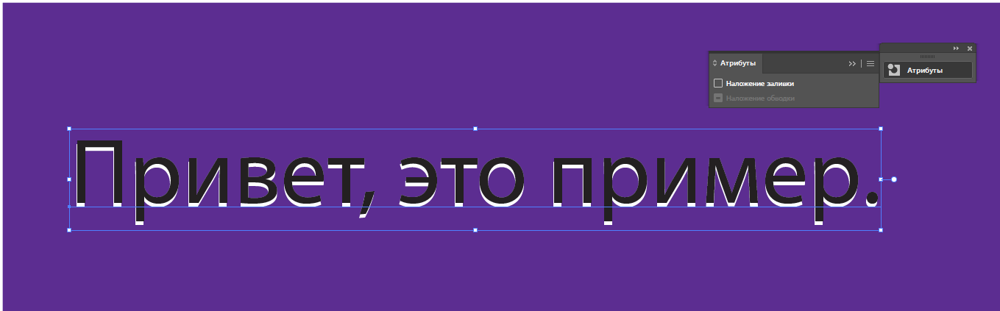 Атрибуты
Атрибуты
Наложение заливки
Наложение обводки
Привет, это пример.